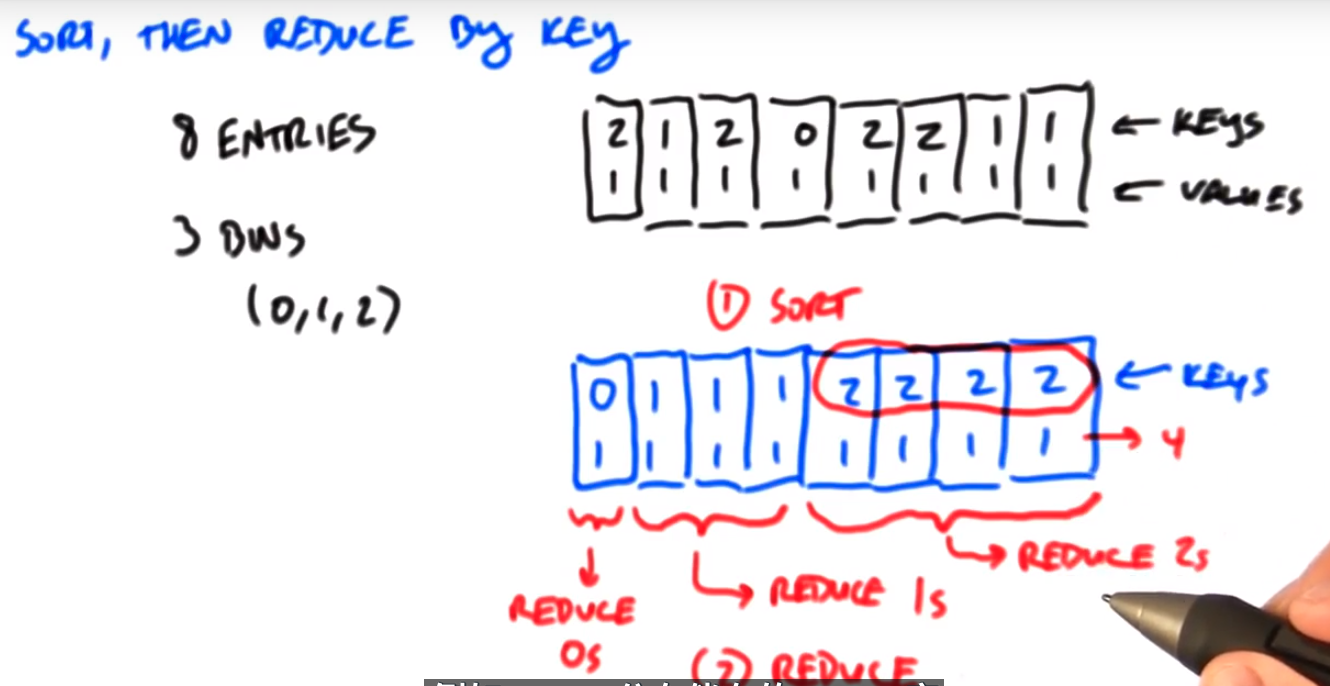 SORT, THEN REDUCE By KEy
8 ENTRIES
2 1 2 0 2 2 1 1 ← KEyS
1 1 1 1 1 1 1 1 ← VALUES
3 BINS
(0,1,2)
① SORT
0 1 1 1 2 2 2 2 ← KEyS
1 1 1 1 1 1 1 1 → 4
REDUCE 2s
REDUCE 1s
REDUCE
0s
(2) REDUCE